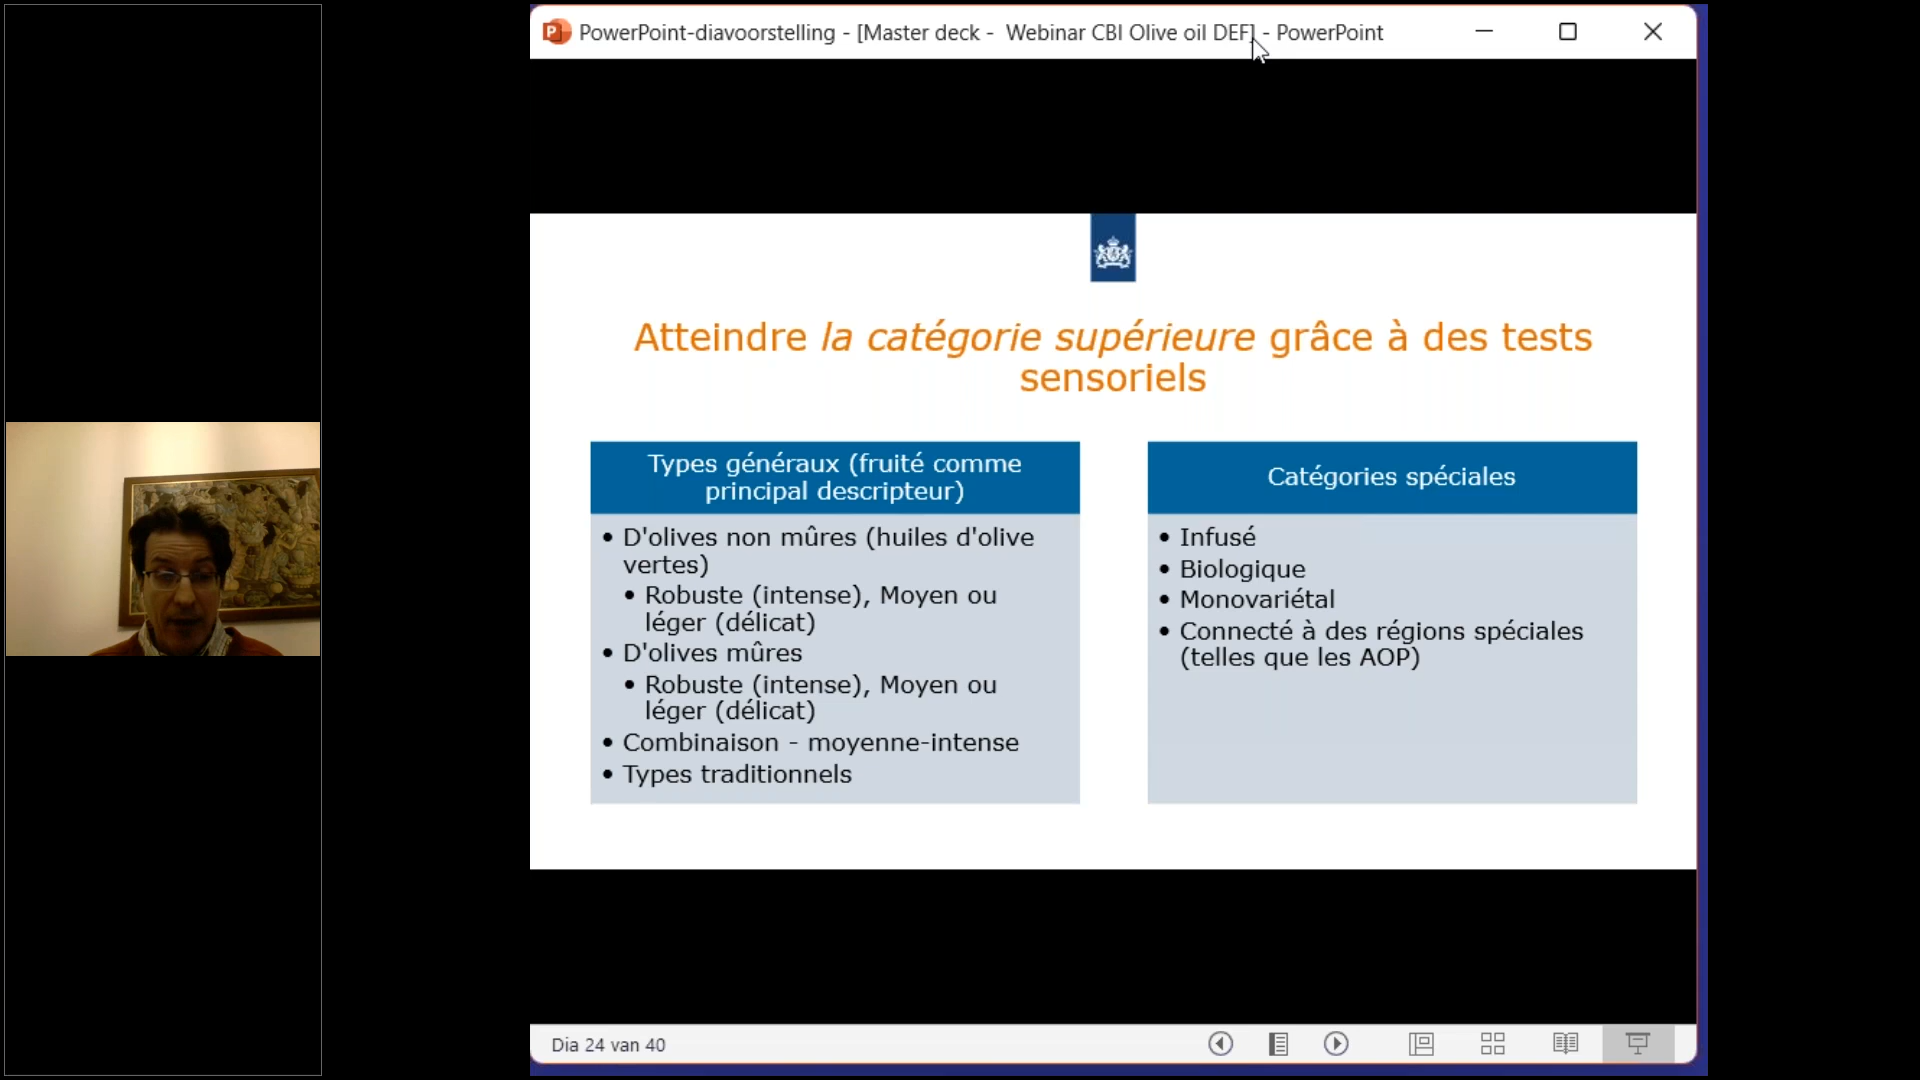 PowerPoint-diavoorstelling - [Master deck - Webinar CBI Olive oil DEF] - PowerPoint
Atteindre la catégorie supérieure grâce à des tests
sensoriels
Types généraux (fruité comme
principal descripteur)
• D'olives non mûres (huiles d'olive
vertes)
• Robuste (intense), Moyen ou
léger (délicat)
• D'olives mûres
• Robuste (intense), Moyen ou
léger (délicat)
• Combinaison - moyenne-intense
• Types traditionnels
Catégories spéciales
• Infusé
• Biologique
• Monovariétal
• Connecté à des régions spéciales
(telles que les AOP)
Dia 24 van 40